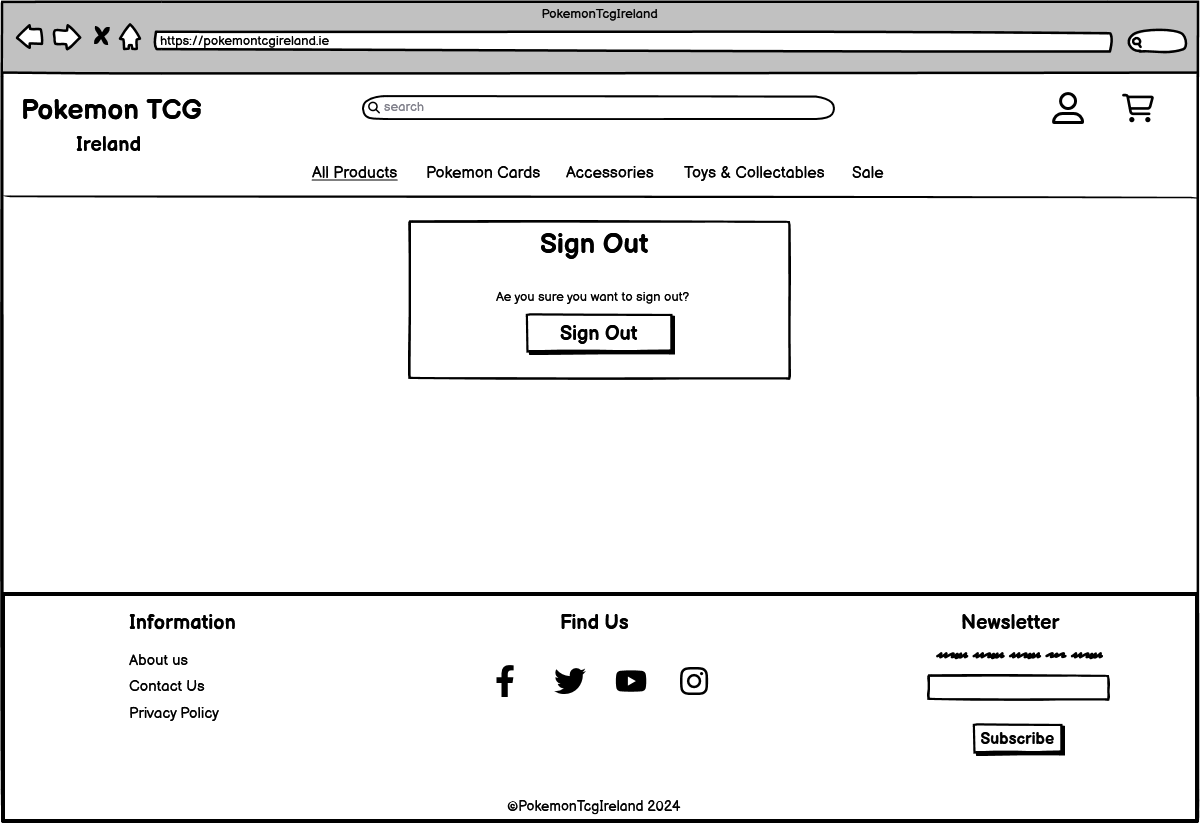 PokemonTcgIreland
https://pokemontcgireland.ie
Pokemon TCG
Ireland
search
All Products Pokemon Cards Accessories Toys & Collectables Sale
Sign Out
Ae you sure you want to sign out?
Sign Out
Information
About us
Contact Us
Privacy Policy
Find Us
Newsletter
Subscribe
©PokemonTcgIreland 2024